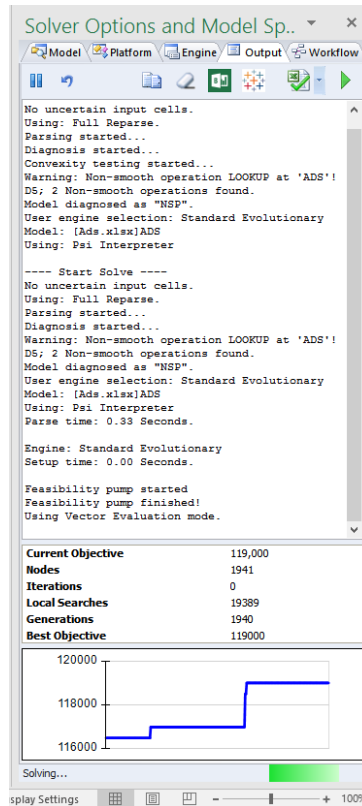 Solver Options and Model Sp..
Model Platform Engine Output Workflow
No uncertain input cells.
Using: Full Reparse.
Parsing started...
Diagnosis started...
Convexity testing started...
Warning: Non-smooth operation LOOKUP at 'ADS'!
D5; 2 Non-smooth operations found.
Model diagnosed as "NSP".
User engine selection: Standard Evolutionary
Model: [Ads.xlsx]ADS
Using: Psi Interpreter
---- Start Solve ----
No uncertain input cells.
Using: Full Reparse.
Parsing started...
Diagnosis started...
Warning: Non-smooth operation LOOKUP at 'ADS'!
D5; 2 Non-smooth operations found.
Model diagnosed as "NSP".
User engine selection: Standard Evolutionary
Model: [Ads.xlsx]ADS
Using: Psi Interpreter
Parse time: 0.33 Seconds.
Engine: Standard Evolutionary
Setup time: 0.00 Seconds.
Feasibility pump started
Feasibility pump finished!
Using Vector Evaluation mode.
Current Objective 119,000
Nodes 1941
Iterations 0
Local Searches 19389
Generations 1940
Best Objective 119000
120000
118000
116000
Solving...
splay Settings - + 100%